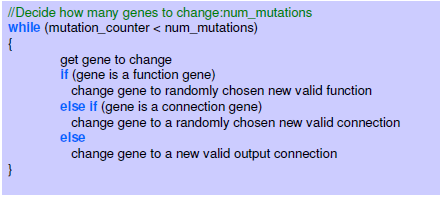 //Decide how many genes to change:num_mutations
while (mutation_counter < num_mutations)
{
get gene to change
if (gene is a function gene)
change gene to randomly chosen new valid function
else if (gene is a connection gene)
change gene to a randomly chosen new valid connection
else
change gene to a new valid output connection
}